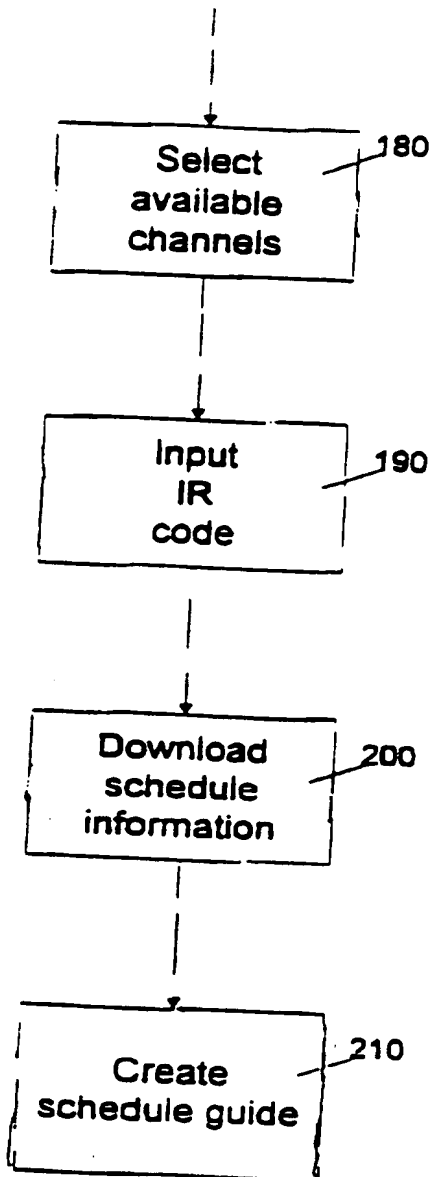 180
Select
available
channels
190
Input
IR
code
200
Download
schedule
information
210
Create
schedule guide